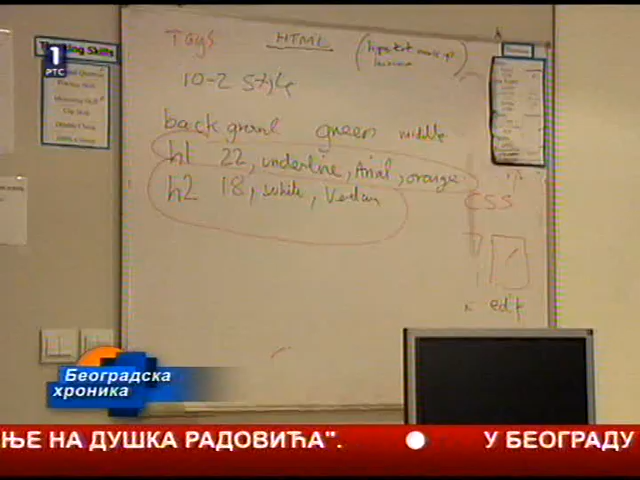 1
РТС
Thinking Skills
Tags HTML
10-2 style
background green middle
h1 22, underline, Arial, orange
h2 18, white, Verdan
CSS
edit
Београдска
хроника
ЊЕ НА ДУШКА РАДОВИЋА". У БЕОГРАДУ